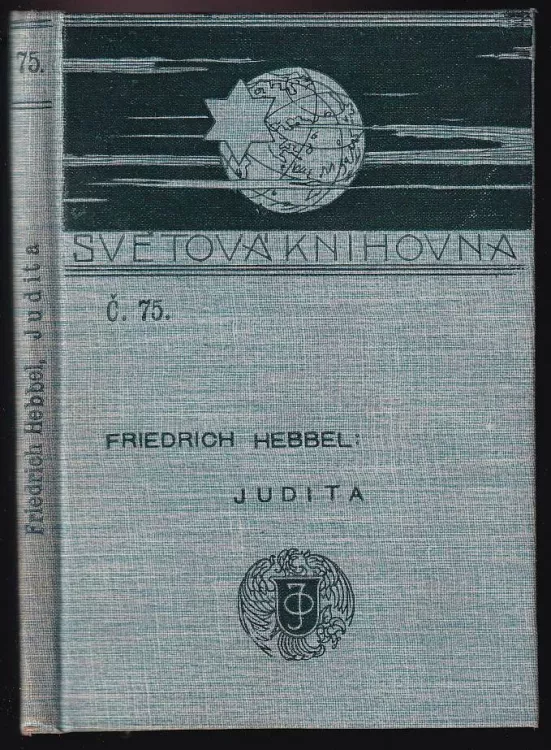 75.
Friedrich Hebbel, Judita
SVĚTOVÁ KNIHOVNA
Č. 75.
FRIEDRICH HEBBEL:
JUDITA